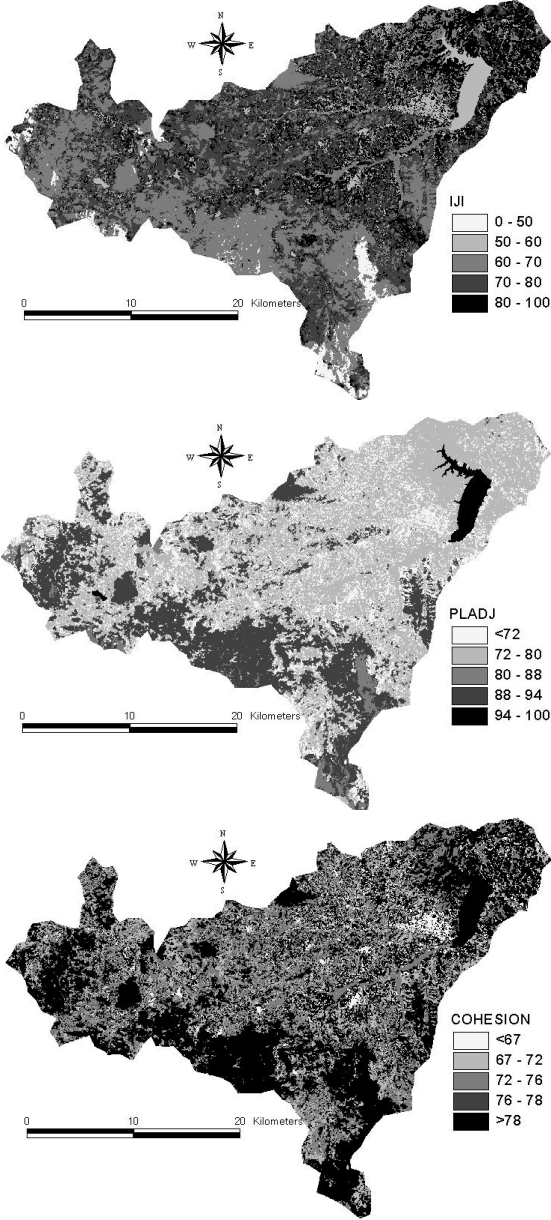 N
W E
S
IJI
0 - 50
50 - 60
60 - 70
70 - 80
80 - 100
0 10 20 Kilometers
N
W E
S
PLADJ
<72
72 - 80
80 - 88
88 - 94
94 - 100
0 10 20 Kilometers
N
W E
S
COHESION
<67
67 - 72
72 - 76
76 - 78
>78
0 10 20 Kilometers